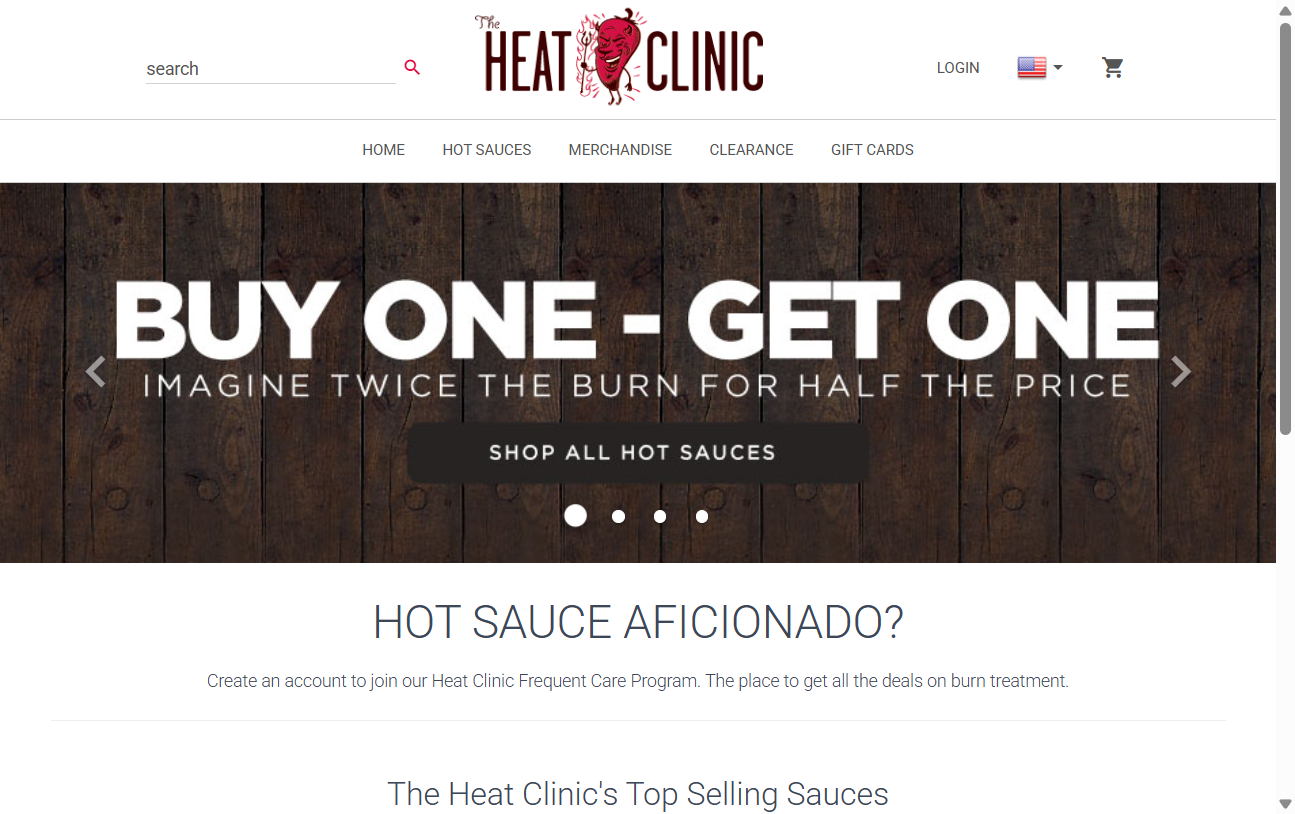 search
The
HEAT CLINIC
LOGIN
HOME HOT SAUCES MERCHANDISE CLEARANCE GIFT CARDS
BUY ONE - GET ONE
IMAGINE TWICE THE BURN FOR HALF THE PRICE
SHOP ALL HOT SAUCES
HOT SAUCE AFICIONADO?
Create an account to join our Heat Clinic Frequent Care Program. The place to get all the deals on burn treatment.
The Heat Clinic's Top Selling Sauces